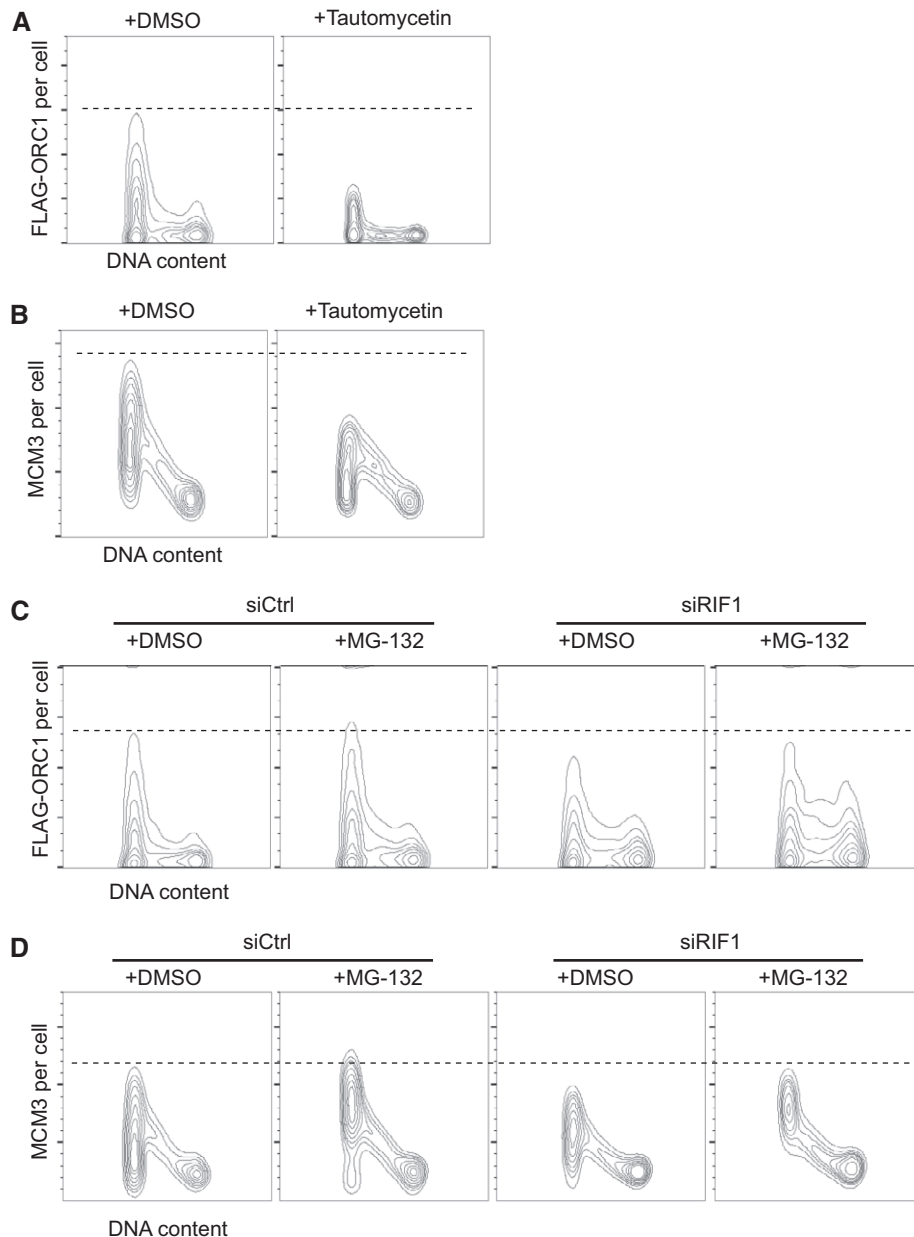 A
+DMSO
+Tautomycetin
FLAG-ORC1 per cell
DNA content
B
+DMSO
+Tautomycetin
MCM3 per cell
DNA content
C
siCtrl
siRIF1
+DMSO
+MG-132
+DMSO
+MG-132
FLAG-ORC1 per cell
DNA content
D
siCtrl
siRIF1
+DMSO
+MG-132
+DMSO
+MG-132
MCM3 per cell
DNA content